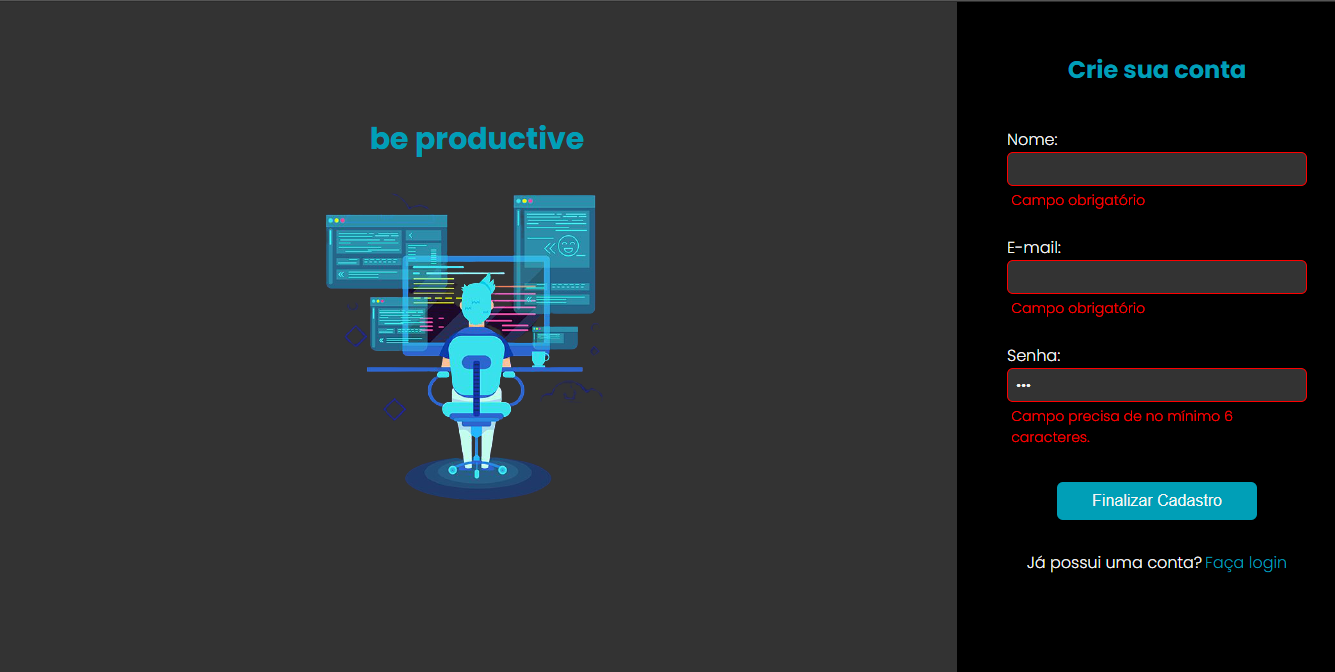 be productive
Crie sua conta
Nome:
Campo obrigatório
E-mail:
Campo obrigatório
Senha:
•••
Campo precisa de no mínimo 6
caracteres.
Finalizar Cadastro
Já possui uma conta? Faça login